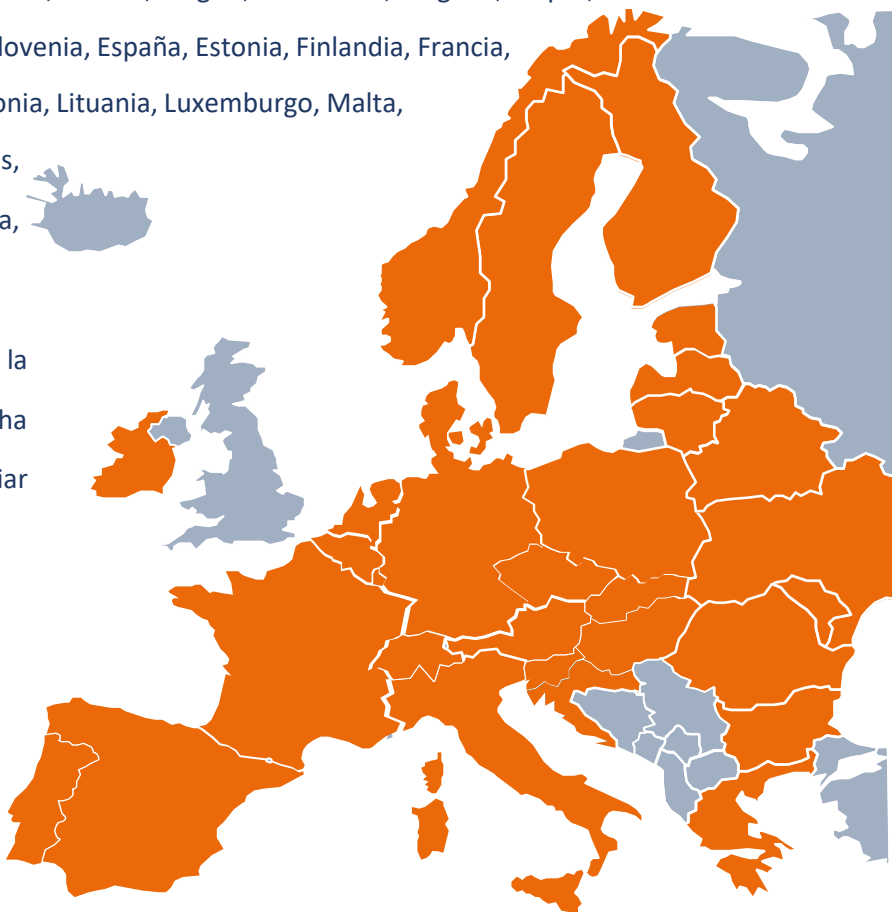 lovenia, España, Estonia, Finlandia, Francia,
onia, Lituania, Luxemburgo, Malta,
s,
a,
la
ha
iar